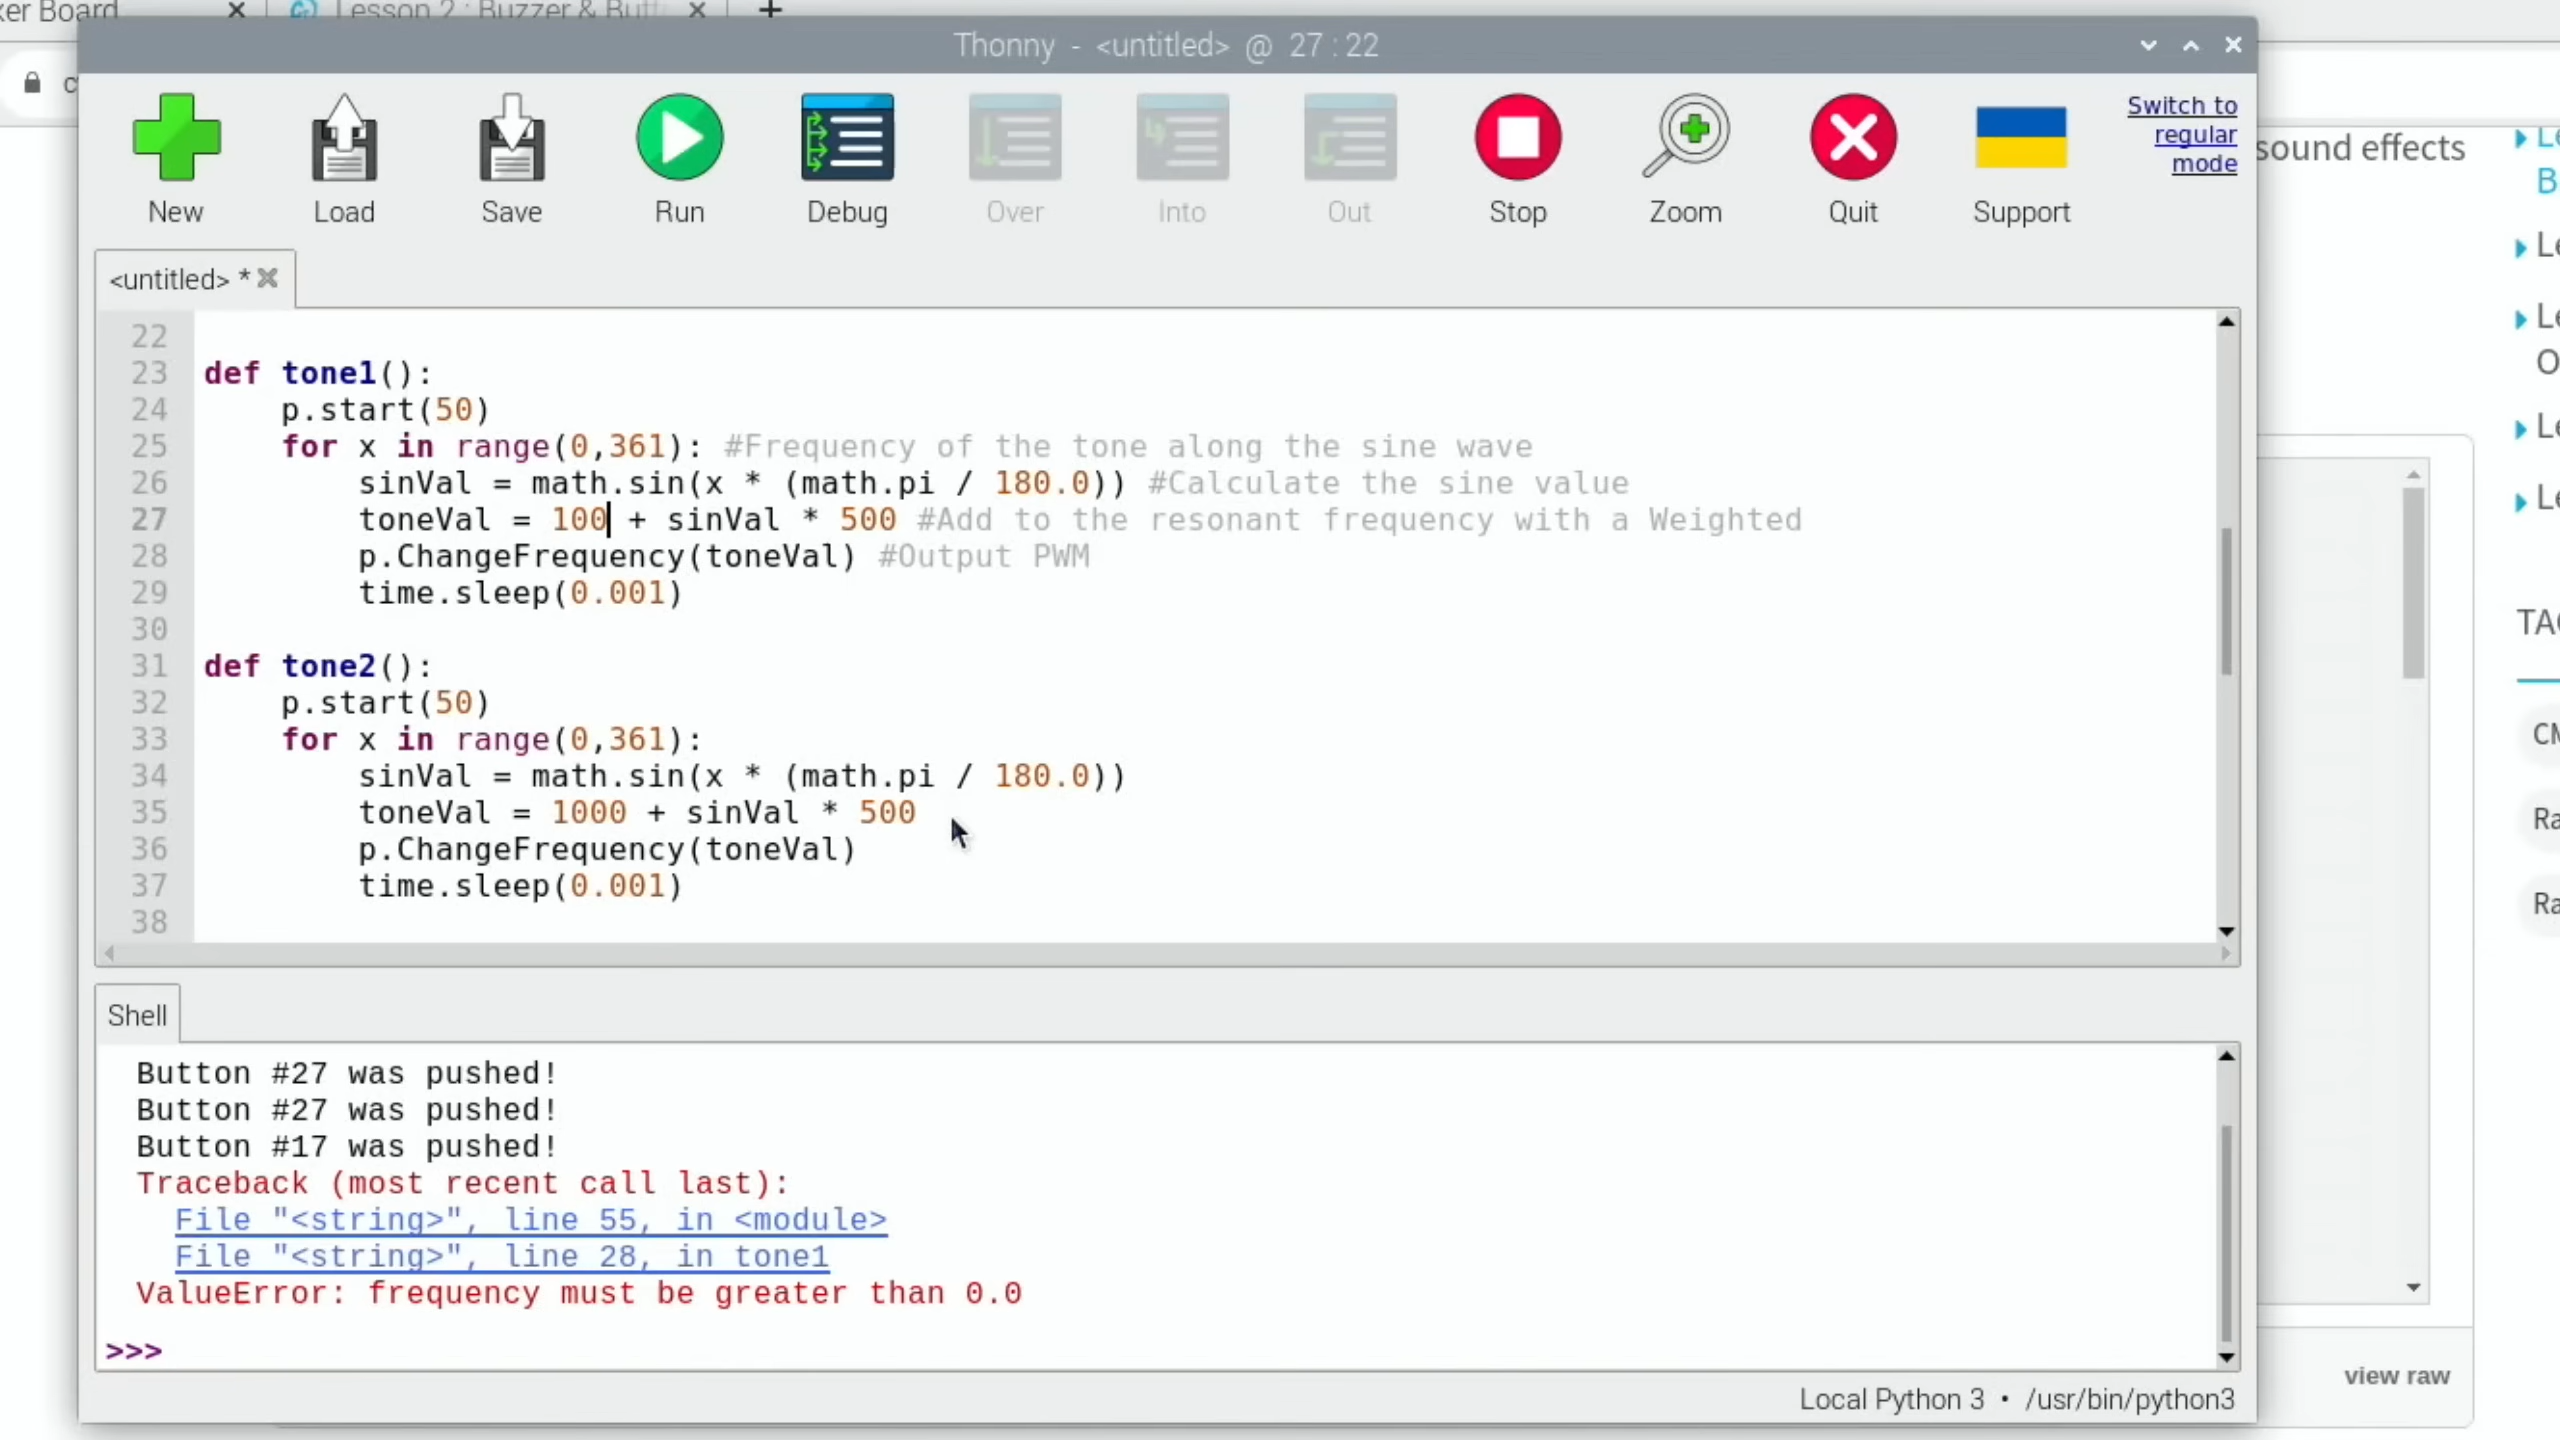 ker Board
Lesson 2 : Buzzer & Butt
Thonny - <untitled> @ 27 : 22
New
Load
Save
Run
Debug
Over
Into
Out
Stop
Zoom
Quit
Support
Switch to
regular
mode
sound effects
<untitled> *
22
23 def tone1():
24 p.start(50)
25 for x in range(0,361): #Frequency of the tone along the sine wave
26 sinVal = math.sin(x * (math.pi / 180.0)) #Calculate the sine value
27 toneVal = 100 + sinVal * 500 #Add to the resonant frequency with a Weighted
28 p.ChangeFrequency(toneVal) #Output PWM
29 time.sleep(0.001)
30
31 def tone2():
32 p.start(50)
33 for x in range(0,361):
34 sinVal = math.sin(x * (math.pi / 180.0))
35 toneVal = 1000 + sinVal * 500
36 p.ChangeFrequency(toneVal)
37 time.sleep(0.001)
38
Shell
Button #27 was pushed!
Button #27 was pushed!
Button #17 was pushed!
Traceback (most recent call last):
File "<string>", line 55, in <module>
File "<string>", line 28, in tone1
ValueError: frequency must be greater than 0.0
>>>
Local Python 3 • /usr/bin/python3
Le
B
Le
Le
O
Le
Le
TAG
CM
Ra
Ra
view raw